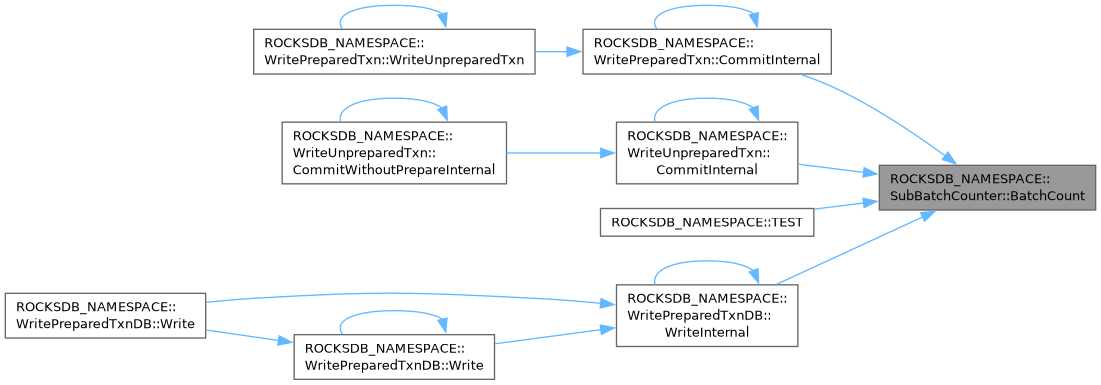 ROCKSDB_NAMESPACE::
WritePreparedTxn::WriteUnpreparedTxn
ROCKSDB_NAMESPACE::
WritePreparedTxn::CommitInternal
ROCKSDB_NAMESPACE::
WriteUnpreparedTxn::
CommitWithoutPrepareInternal
ROCKSDB_NAMESPACE::
WriteUnpreparedTxn::
CommitInternal
ROCKSDB_NAMESPACE::
SubBatchCounter::BatchCount
ROCKSDB_NAMESPACE::TEST
ROCKSDB_NAMESPACE::
WritePreparedTxnDB::Write
ROCKSDB_NAMESPACE::
WritePreparedTxnDB::
WriteInternal
ROCKSDB_NAMESPACE::
WritePreparedTxnDB::Write